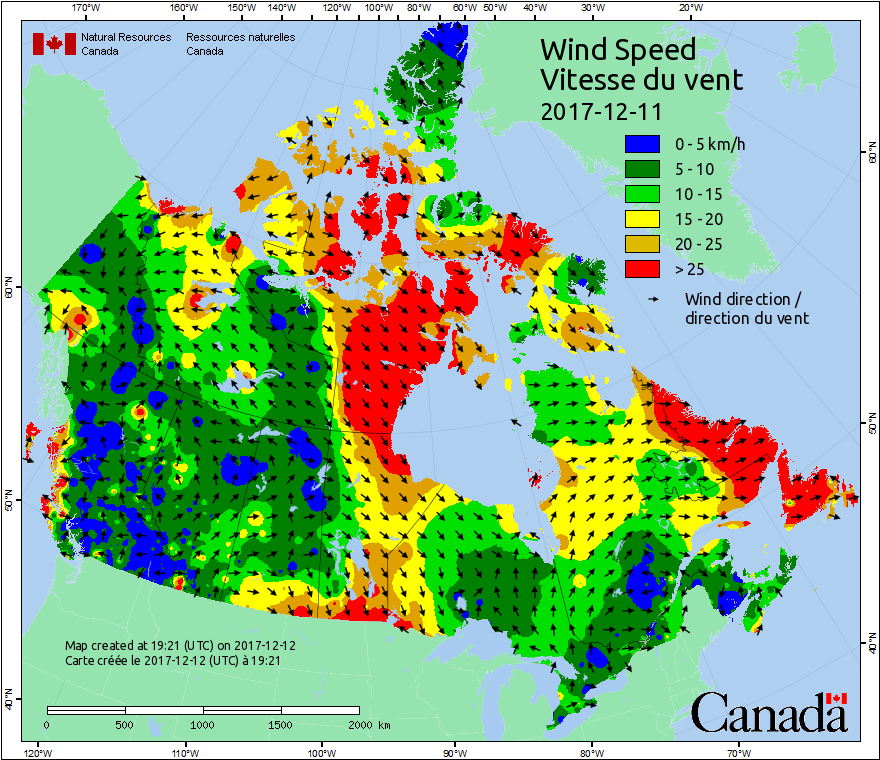 170°W 160°W 150°W 140°W 130°W 120°W 110°W 100°W 90°W 80°W 70°W 60°W 50°W 40°W 30°W 20°W
Natural Resources Ressources naturelles
Canada Canada
Wind Speed
Vitesse du vent
2017-12-11
0 - 5 km/h
5 - 10
10 - 15
15 - 20
20 - 25
> 25
Wind direction /
direction du vent
60°N
60°N
50°N
50°N
40°N
40°N
Map created at 19:21 (UTC) on 2017-12-12
Carte créée le 2017-12-12 (UTC) à 19:21
0 500 1000 1500 2000 km
Canada
120°W 110°W 100°W 90°W 80°W 70°W